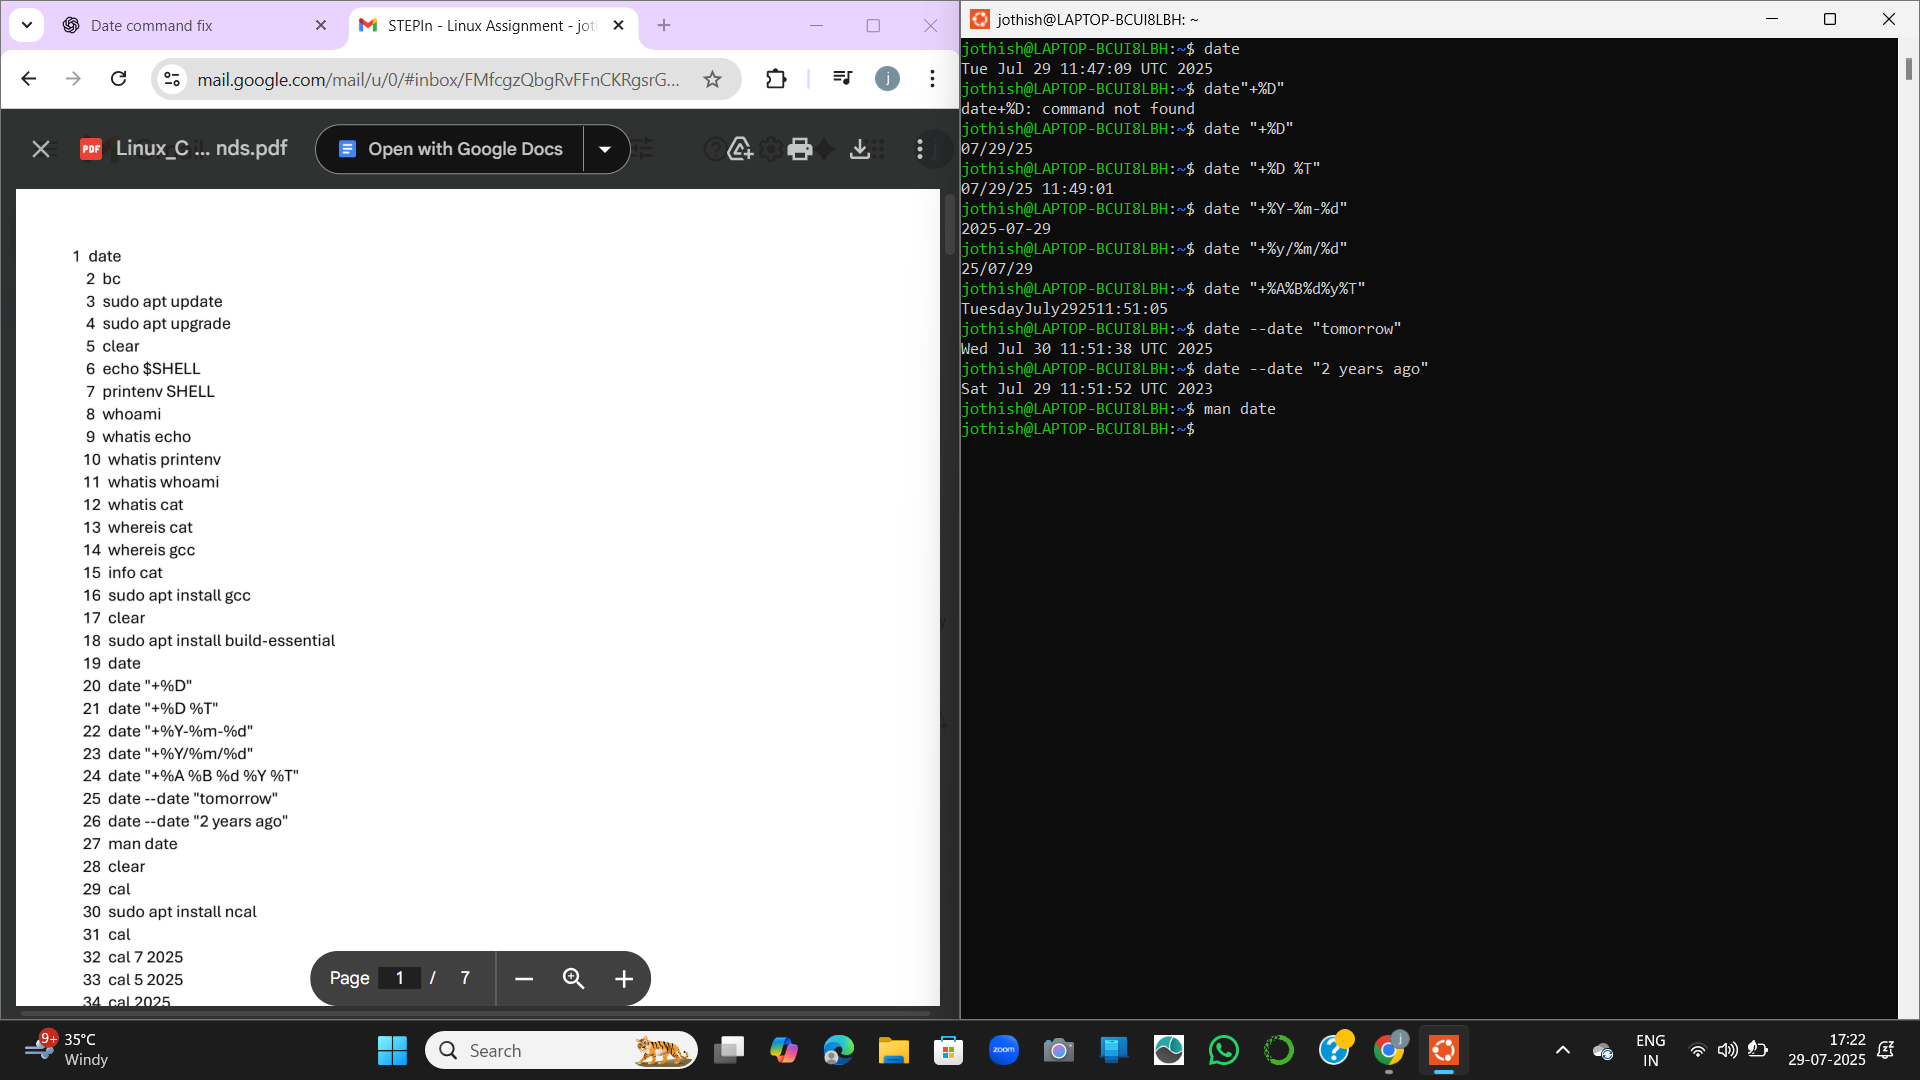 Date command fix
STEPIn - Linux Assignment - jot
mail.google.com/mail/u/0/#inbox/FMfcgzQbgRvFFnCKRgsrG...
j
PDF
Linux_C ... nds.pdf
Open with Google Docs
1 date
2 bc
3 sudo apt update
4 sudo apt upgrade
5 clear
6 echo $SHELL
7 printenv SHELL
8 whoami
9 whatis echo
10 whatis printenv
11 whatis whoami
12 whatis cat
13 whereis cat
14 whereis gcc
15 info cat
16 sudo apt install gcc
17 clear
18 sudo apt install build-essential
19 date
20 date "+%D"
21 date "+%D %T"
22 date "+%Y-%m-%d"
23 date "+%Y/%m/%d"
24 date "+%A %B %d %Y %T"
25 date --date "tomorrow"
26 date --date "2 years ago"
27 man date
28 clear
29 cal
30 sudo apt install ncal
31 cal
32 cal 7 2025
33 cal 5 2025
34 cal 2025
Page 1 / 7
jothish@LAPTOP-BCUI8LBH: ~
jothish@LAPTOP-BCUI8LBH:~$ date
Tue Jul 29 11:47:09 UTC 2025
jothish@LAPTOP-BCUI8LBH:~$ date"+%D"
date+%D: command not found
jothish@LAPTOP-BCUI8LBH:~$ date "+%D"
07/29/25
jothish@LAPTOP-BCUI8LBH:~$ date "+%D %T"
07/29/25 11:49:01
jothish@LAPTOP-BCUI8LBH:~$ date "+%Y-%m-%d"
2025-07-29
jothish@LAPTOP-BCUI8LBH:~$ date "+%y/%m/%d"
25/07/29
jothish@LAPTOP-BCUI8LBH:~$ date "+%A%B%d%y%T"
TuesdayJuly292511:51:05
jothish@LAPTOP-BCUI8LBH:~$ date --date "tomorrow"
Wed Jul 30 11:51:38 UTC 2025
jothish@LAPTOP-BCUI8LBH:~$ date --date "2 years ago"
Sat Jul 29 11:51:52 UTC 2023
jothish@LAPTOP-BCUI8LBH:~$ man date
jothish@LAPTOP-BCUI8LBH:~$
9+
35°C
Windy
Search
zoom
j
ENG
IN
17:22
29-07-2025